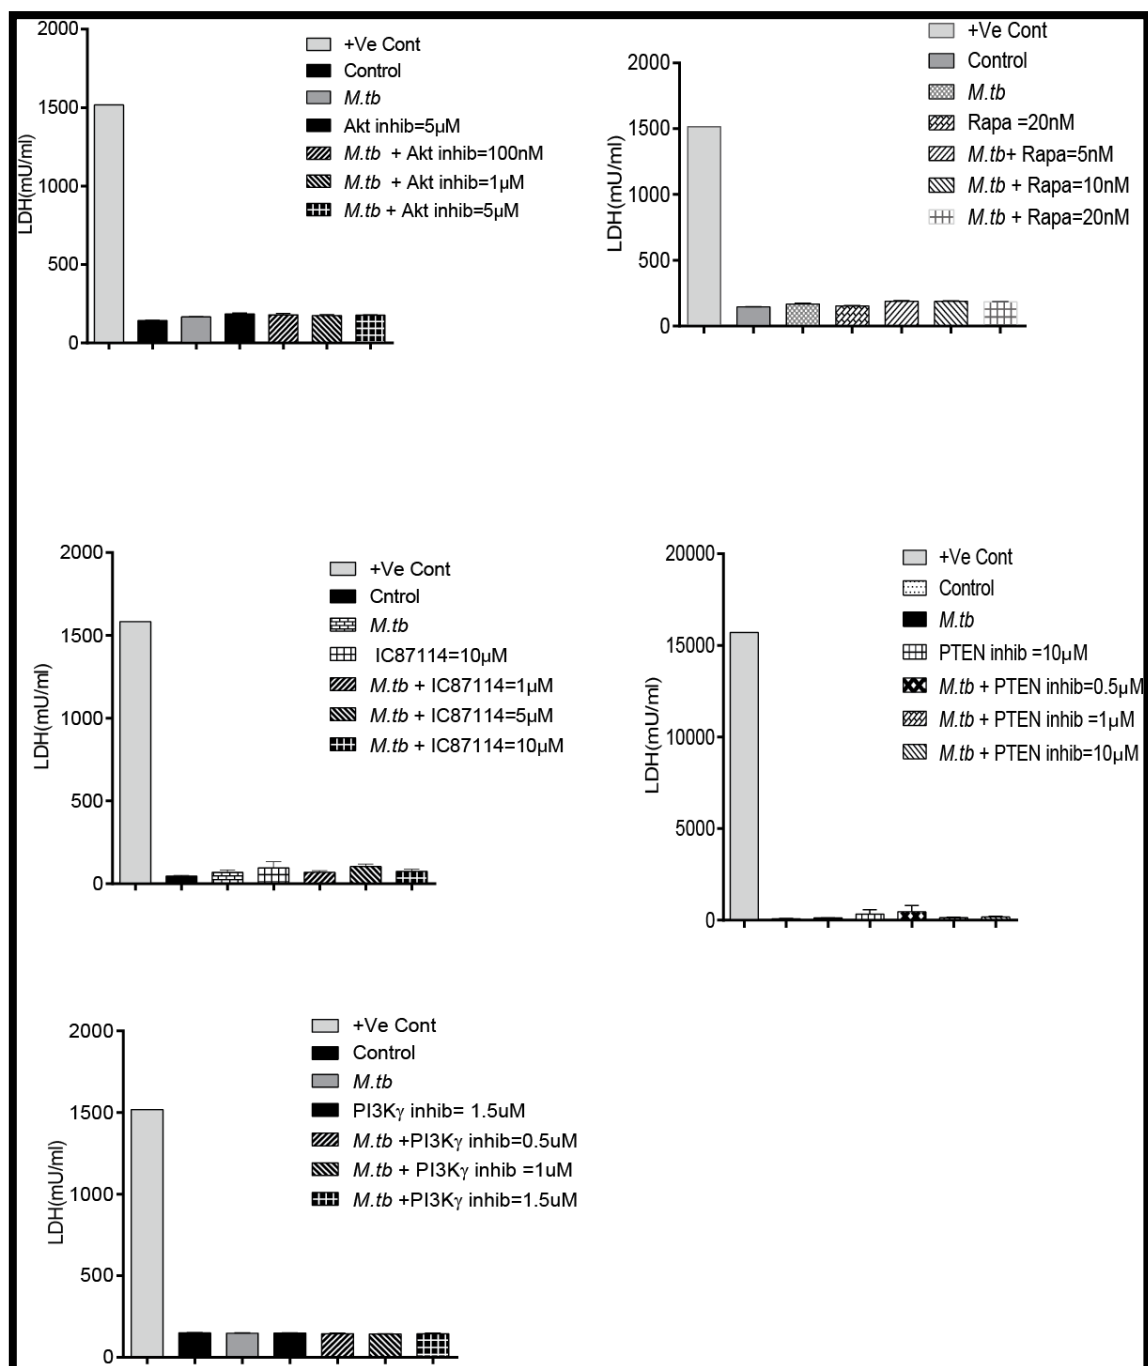 2000
1500
1000
500
0
LDH(mU/ml)
+Ve Cont
Control
M.tb
Akt inhib=5µM
M.tb + Akt inhib=100nM
M.tb + Akt inhib=1µM
M.tb + Akt inhib=5µM
2000
1500
1000
500
0
LDH(mU/ml)
+Ve Cont
Control
M.tb
Rapa =20nM
M.tb+ Rapa=5nM
M.tb + Rapa=10nM
M.tb + Rapa=20nM
2000
1500
1000
500
0
LDH(mU/ml)
+Ve Cont
Cntrol
M.tb
IC87114=10µM
M.tb + IC87114=1µM
M.tb + IC87114=5µM
M.tb + IC87114=10µM
20000
15000
10000
5000
0
LDH(mU/ml)
+Ve Cont
Control
M.tb
PTEN inhib =10µM
M.tb + PTEN inhib=0.5µM
M.tb + PTEN inhib =1µM
M.tb + PTEN inhib=10µM
2000
1500
1000
500
0
LDH(mU/ml)
+Ve Cont
Control
M.tb
PI3Kγ inhib= 1.5uM
M.tb +PI3Kγ inhib=0.5uM
M.tb + PI3Kγ inhib =1uM
M.tb +PI3Kγ inhib=1.5uM